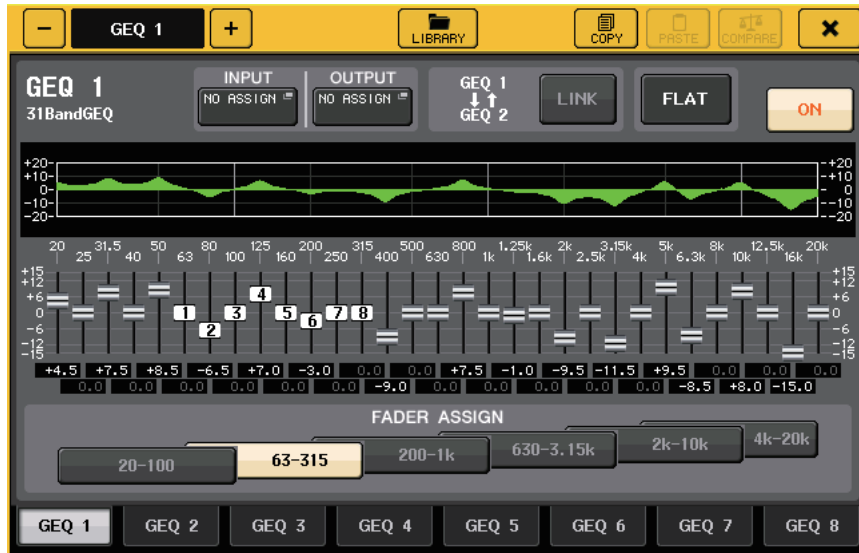 − GEQ 1 + LIBRARY COPY PASTE COMPARE ×
GEQ 1
31BandGEQ
INPUT
NO ASSIGN
OUTPUT
NO ASSIGN
GEQ 1
GEQ 2
LINK
FLAT
ON
+20 +20
+10 +10
0 0
−10 −10
−20 −20
20 31.5 50 80 125 200 315 500 800 1.25k 2k 3.15k 5k 8k 12.5k 20k
25 40 63 100 160 250 400 630 1k 1.6k 2.5k 4k 6.3k 10k 16k
+15 +15
+12 +12
+6 +6
0 1 2 3 4 5 6 7 8 0
−6 −6
−12 −12
−15 −15
+4.5 +7.5 +8.5 −6.5 +7.0 −3.0 0.0 0.0 +7.5 −1.0 −9.5 −11.5 +9.5 0.0 0.0 0.0
0.0 0.0 0.0 0.0 0.0 0.0 −9.0 0.0 0.0 0.0 0.0 0.0 −8.5 +8.0 −15.0
FADER ASSIGN
20−100 63−315 200−1k 630−3.15k 2k−10k 4k−20k
GEQ 1 GEQ 2 GEQ 3 GEQ 4 GEQ 5 GEQ 6 GEQ 7 GEQ 8